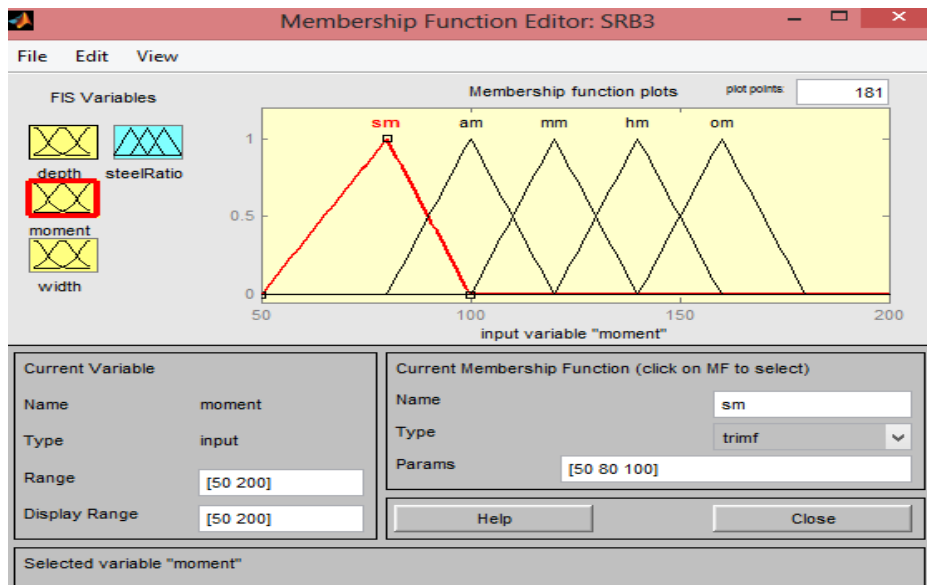 Membership Function Editor: SRB3
File Edit View
FIS Variables
Membership function plots
plot points:
181
depth steelRatio
moment
width
sm am mm hm om
1
0.5
0
50 100 150 200
input variable "moment"
Current Variable
Name moment
Type input
Range [50 200]
Display Range [50 200]
Current Membership Function (click on MF to select)
Name sm
Type trimf
Params [50 80 100]
Help Close
Selected variable "moment"